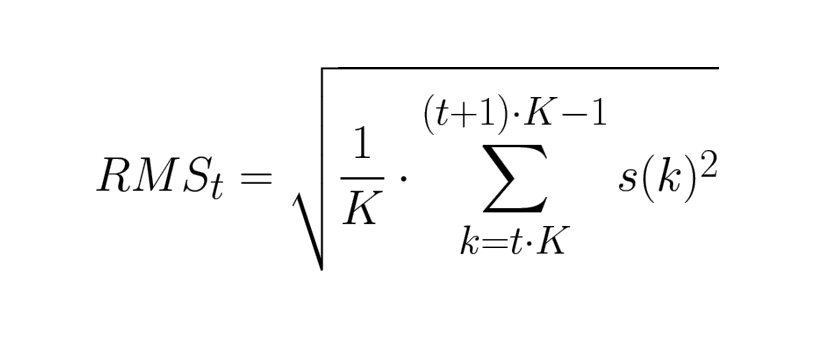 RMS_t = \sqrt{\frac{1}{K} \cdot \sum_{k=t \cdot K}^{(t+1) \cdot K-1} s(k)^2}